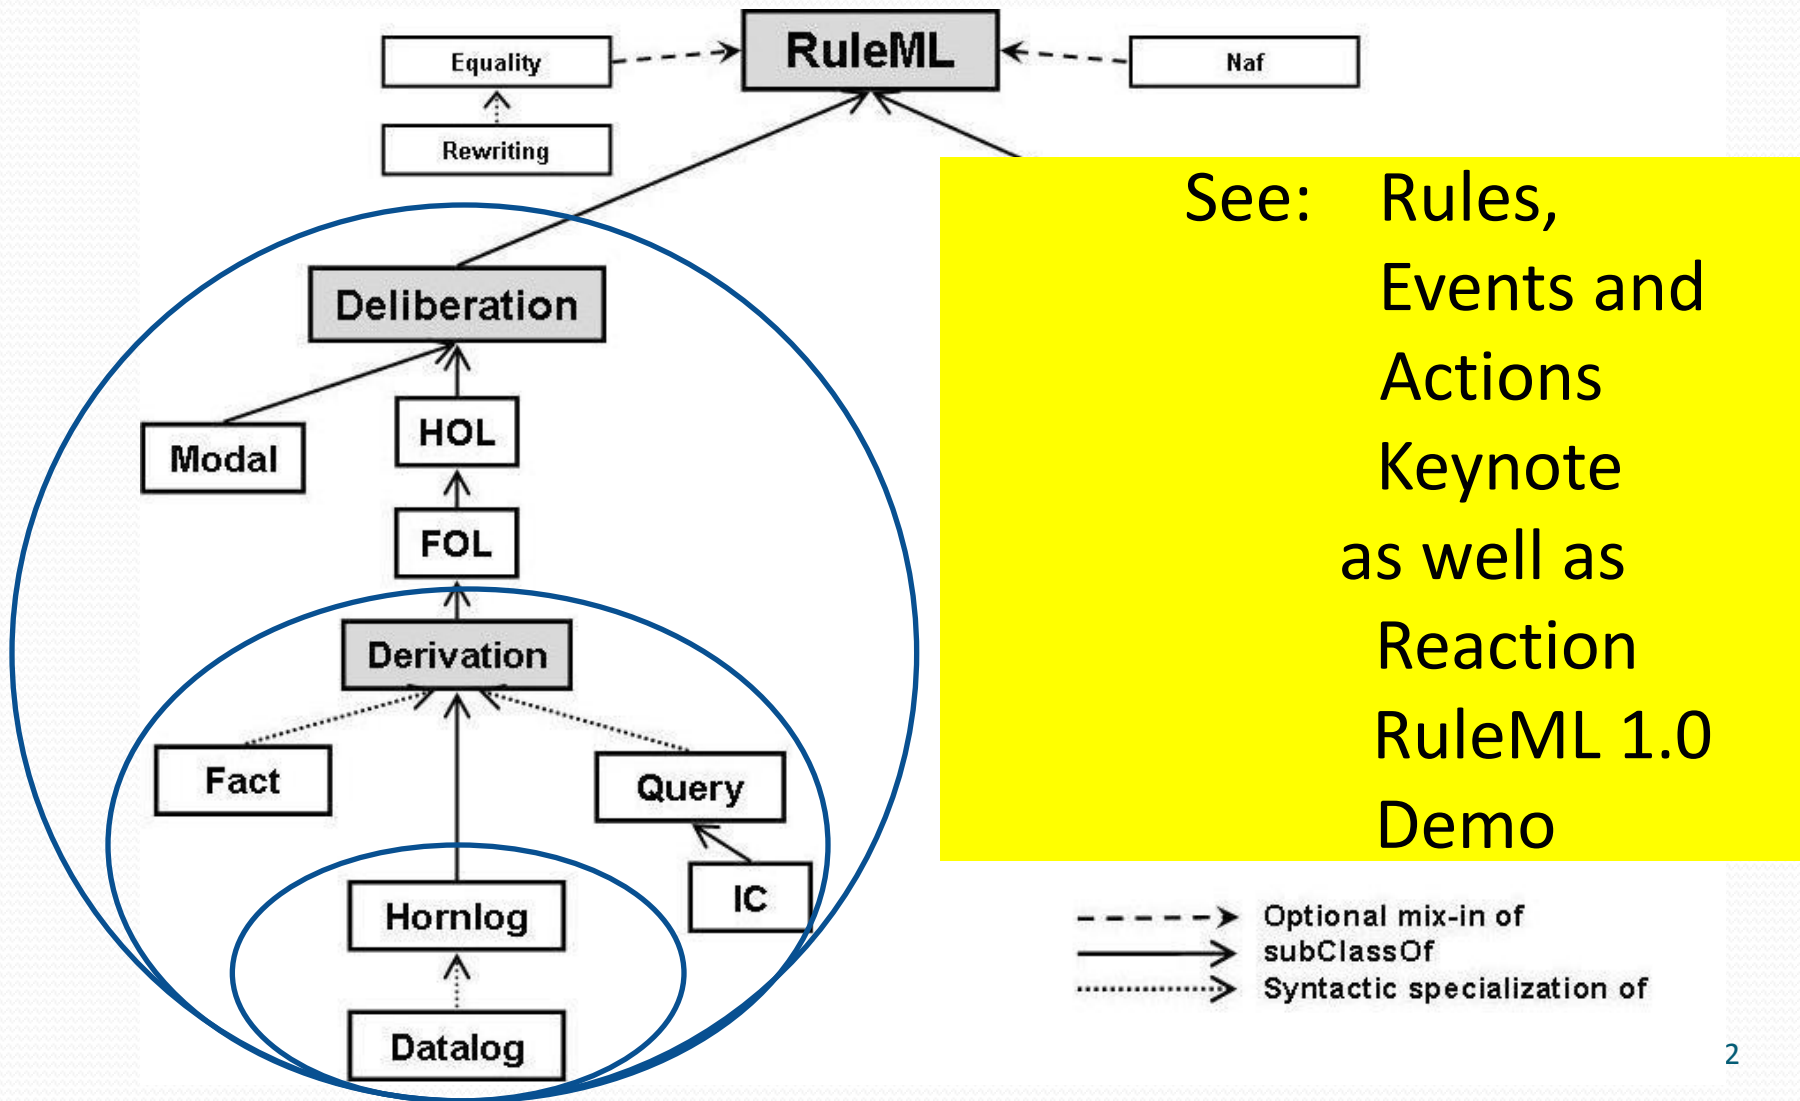 RuleML
Equality
Naf
Rewriting
See: Rules,
Events and
Actions
Keynote
as well as
Reaction
RuleML 1.0
Demo
Deliberation
HOL
Modal
FOL
Derivation
Fact
Query
IC
Hornlog
Datalog
Optional mix-in of
subClassOf
Syntactic specialization of
2